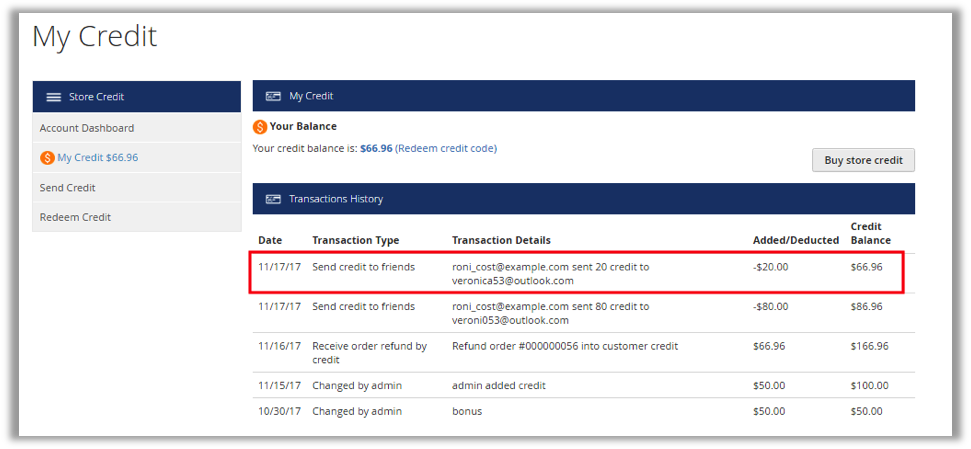 My Credit
Store Credit
Account Dashboard
My Credit $66.96
Send Credit
Redeem Credit
My Credit
Your Balance
Your credit balance is: $66.96 (Redeem credit code)
Buy store credit
Transactions History
Date Transaction Type Transaction Details Added/Deducted Credit Balance
11/17/17 Send credit to friends roni_cost@example.com sent 20 credit to -$20.00 $66.96
veronica53@outlook.com
11/17/17 Send credit to friends roni_cost@example.com sent 80 credit to -$80.00 $86.96
veroni053@outlook.com
11/16/17 Receive order refund by Refund order #000000056 into customer credit $66.96 $166.96
credit
11/15/17 Changed by admin admin added credit $50.00 $100.00
10/30/17 Changed by admin bonus $50.00 $50.00